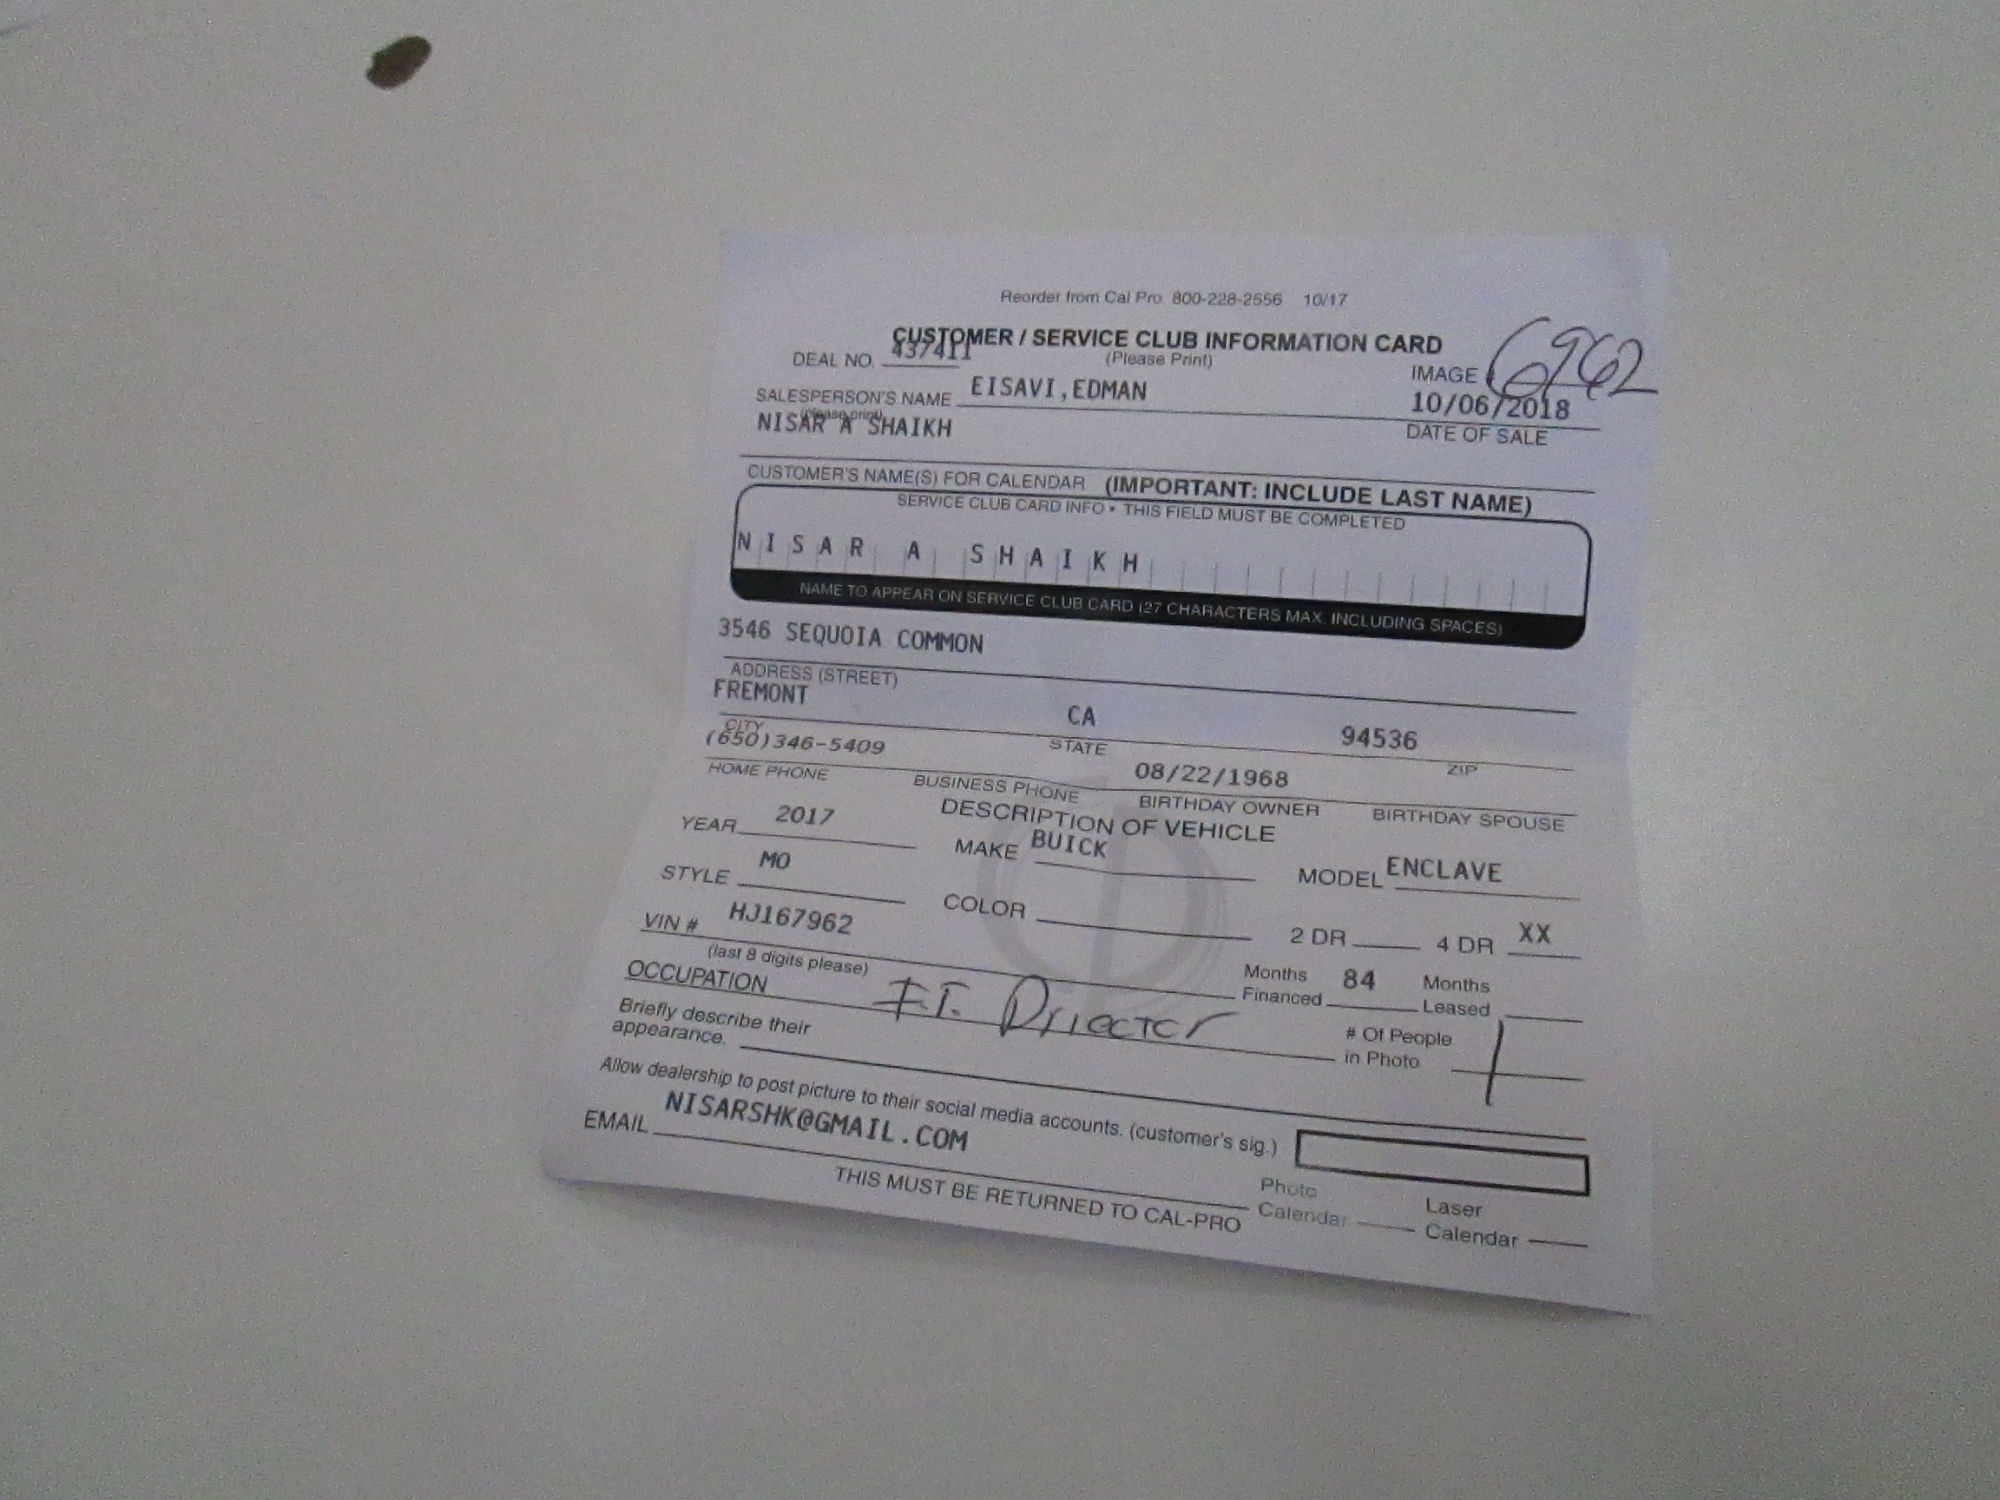 Reorder from Cal Pro 800-228-2556 10/17
CUSTOMER / SERVICE CLUB INFORMATION CARD
DEAL NO. 437411 (Please Print) IMAGE # 6962
SALESPERSON'S NAME EISAVI,EDMAN 10/06/2018
(please print) DATE OF SALE
NISAR A SHAIKH
CUSTOMER'S NAME(S) FOR CALENDAR (IMPORTANT: INCLUDE LAST NAME)
SERVICE CLUB CARD INFO • THIS FIELD MUST BE COMPLETED
NISAR A SHAIKH
NAME TO APPEAR ON SERVICE CLUB CARD (27 CHARACTERS MAX. INCLUDING SPACES)
3546 SEQUOIA COMMON
ADDRESS (STREET)
FREMONT CA 94536
CITY STATE ZIP
(650)346-5409 08/22/1968
HOME PHONE BUSINESS PHONE BIRTHDAY OWNER BIRTHDAY SPOUSE
DESCRIPTION OF VEHICLE
YEAR 2017 MAKE BUICK MODEL ENCLAVE
STYLE MO COLOR 2 DR 4 DR XX
VIN # HJ167962
(last 8 digits please) Months Financed 84 Months Leased
OCCUPATION I.T. Director # Of People in Photo 1
Briefly describe their
appearance.
Allow dealership to post picture to their social media accounts. (customer's sig.)
EMAIL NISARSHK@GMAIL.COM
THIS MUST BE RETURNED TO CAL-PRO Photo Calendar Laser Calendar